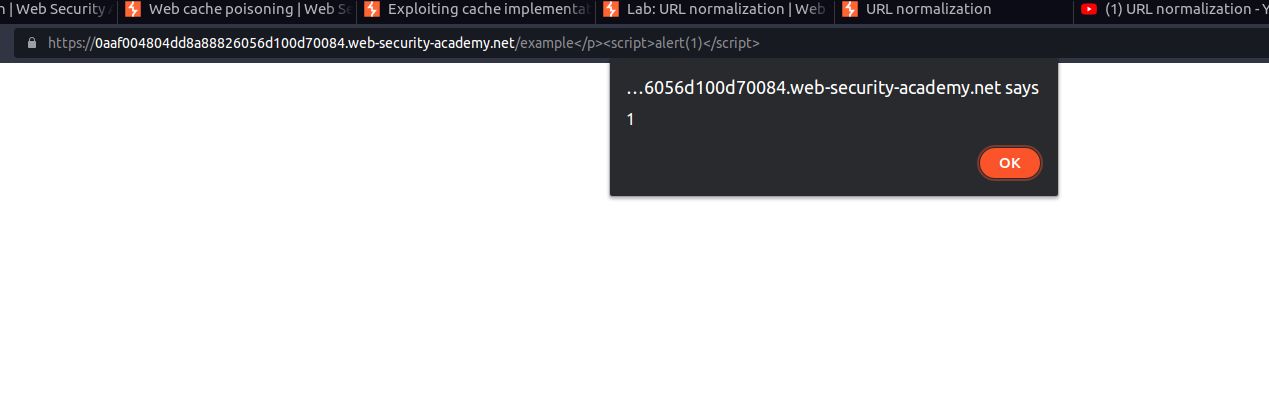 n | Web Security A Web cache poisoning | Web Se Exploiting cache implementat Lab: URL normalization | Web URL normalization (1) URL normalization - Y
https://0aaf004804dd8a88826056d100d70084.web-security-academy.net/example</p><script>alert(1)</script>
...6056d100d70084.web-security-academy.net says
1
OK